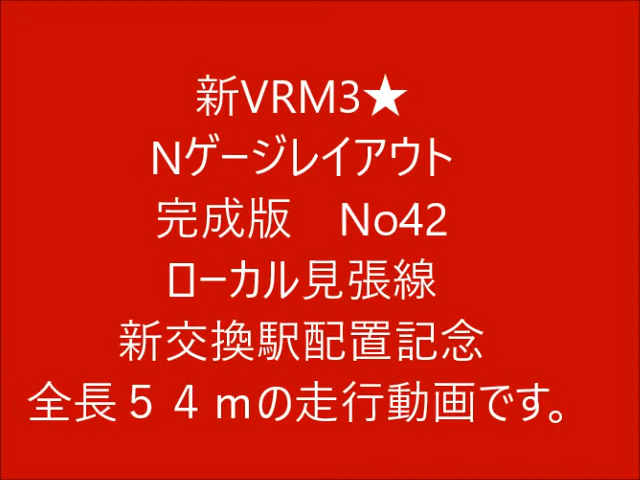 新VRM3★
Nゲージレイアウト
完成版　No42
ローカル見張線
新交換駅配置記念
全長５４ｍの走行動画です。